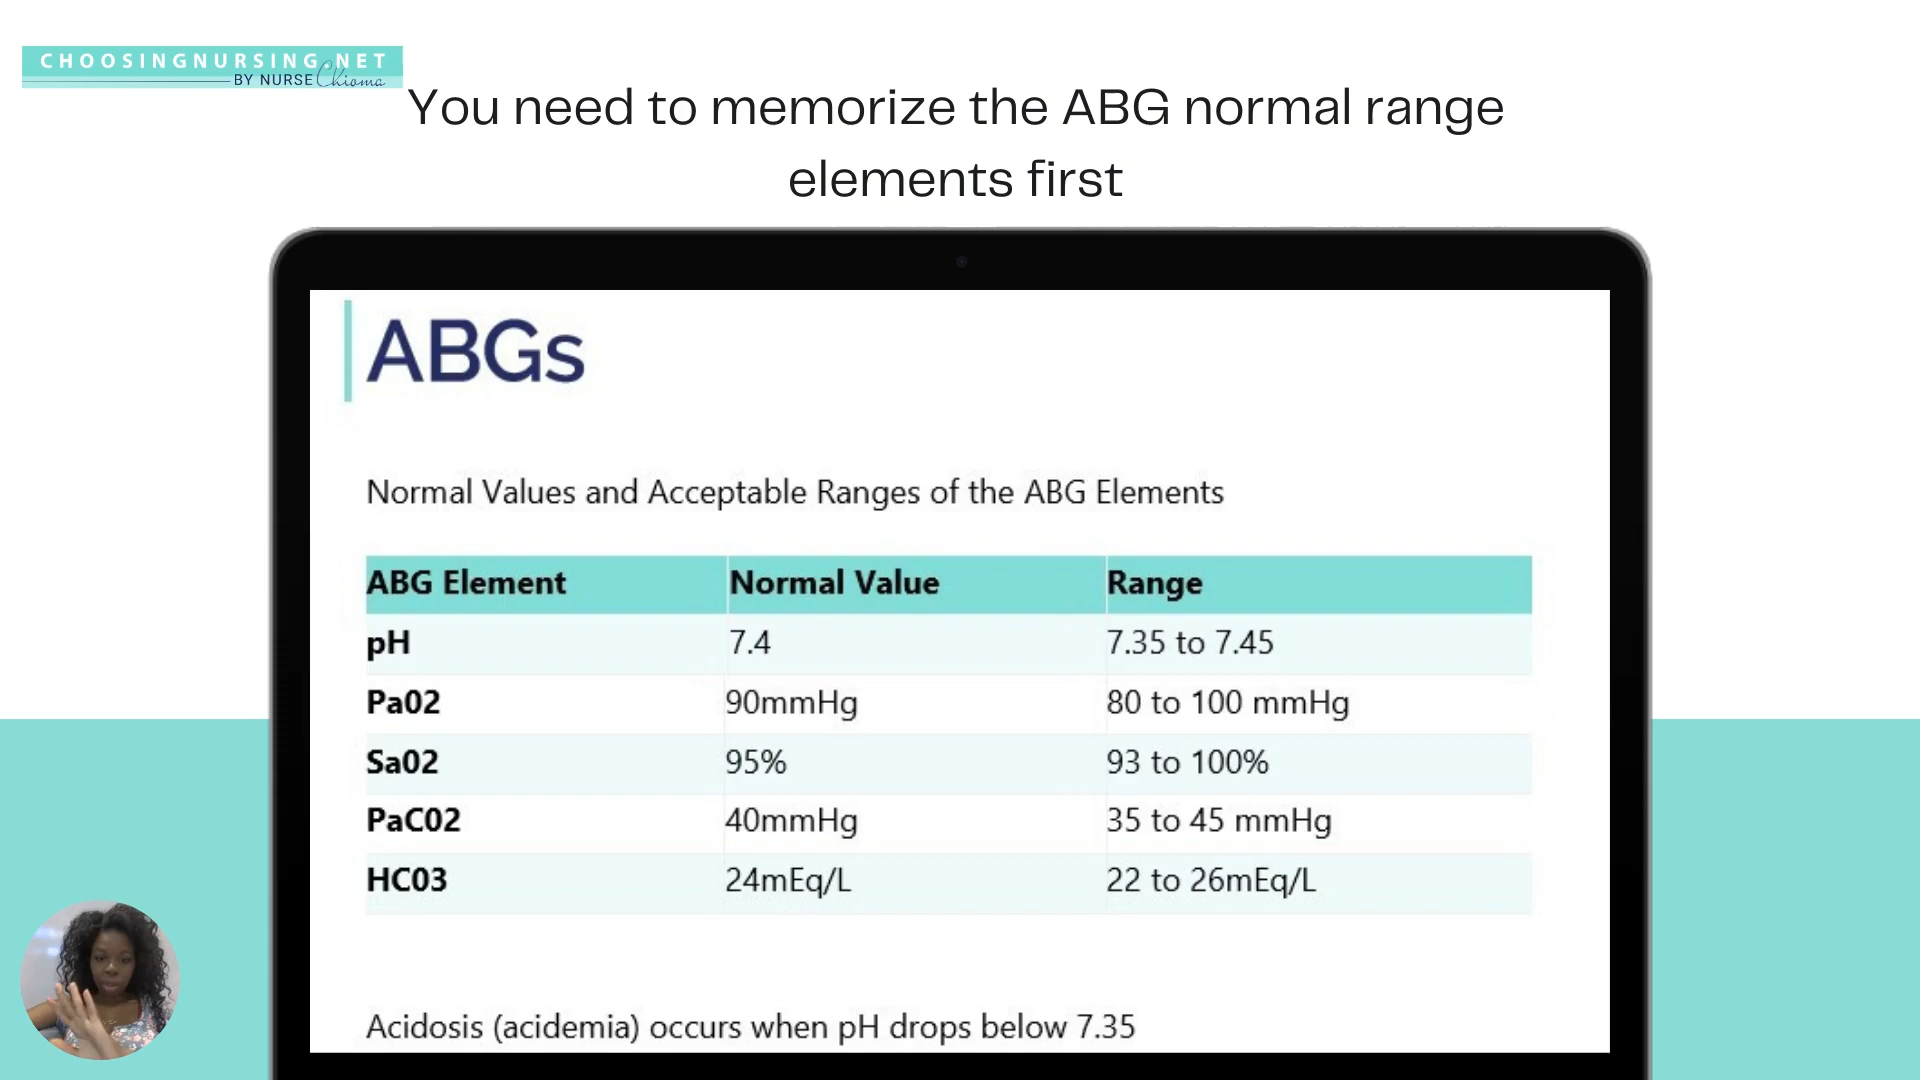 CHOOSINGNURSING.NET
BY NURSE Chioma
You need to memorize the ABG normal range
elements first
ABGs
Normal Values and Acceptable Ranges of the ABG Elements
ABG Element Normal Value Range
pH 7.4 7.35 to 7.45
Pa02 90mmHg 80 to 100 mmHg
Sa02 95% 93 to 100%
PaC02 40mmHg 35 to 45 mmHg
HC03 24mEq/L 22 to 26mEq/L
Acidosis (acidemia) occurs when pH drops below 7.35